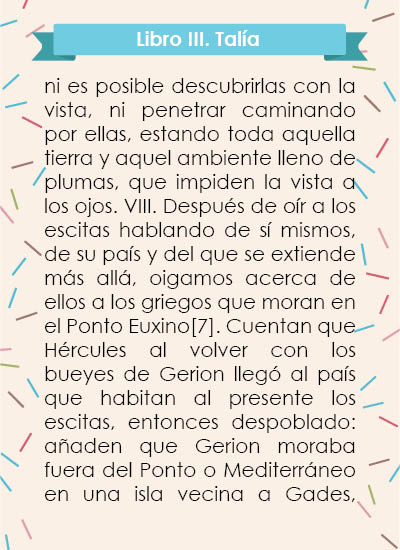 Libro III. Talía
ni es posible descubrirlas con la
vista, ni penetrar caminando
por ellas, estando toda aquella
tierra y aquel ambiente lleno de
plumas, que impiden la vista a
los ojos. VIII. Después de oír a los
escitas hablando de sí mismos,
de su país y del que se extiende
más allá, oigamos acerca de
ellos a los griegos que moran en
el Ponto Euxino[7]. Cuentan que
Hércules al volver con los
bueyes de Gerion llegó al país
que habitan al presente los
escitas, entonces despoblado:
añaden que Gerion moraba
fuera del Ponto o Mediterráneo
en una isla vecina a Gades,